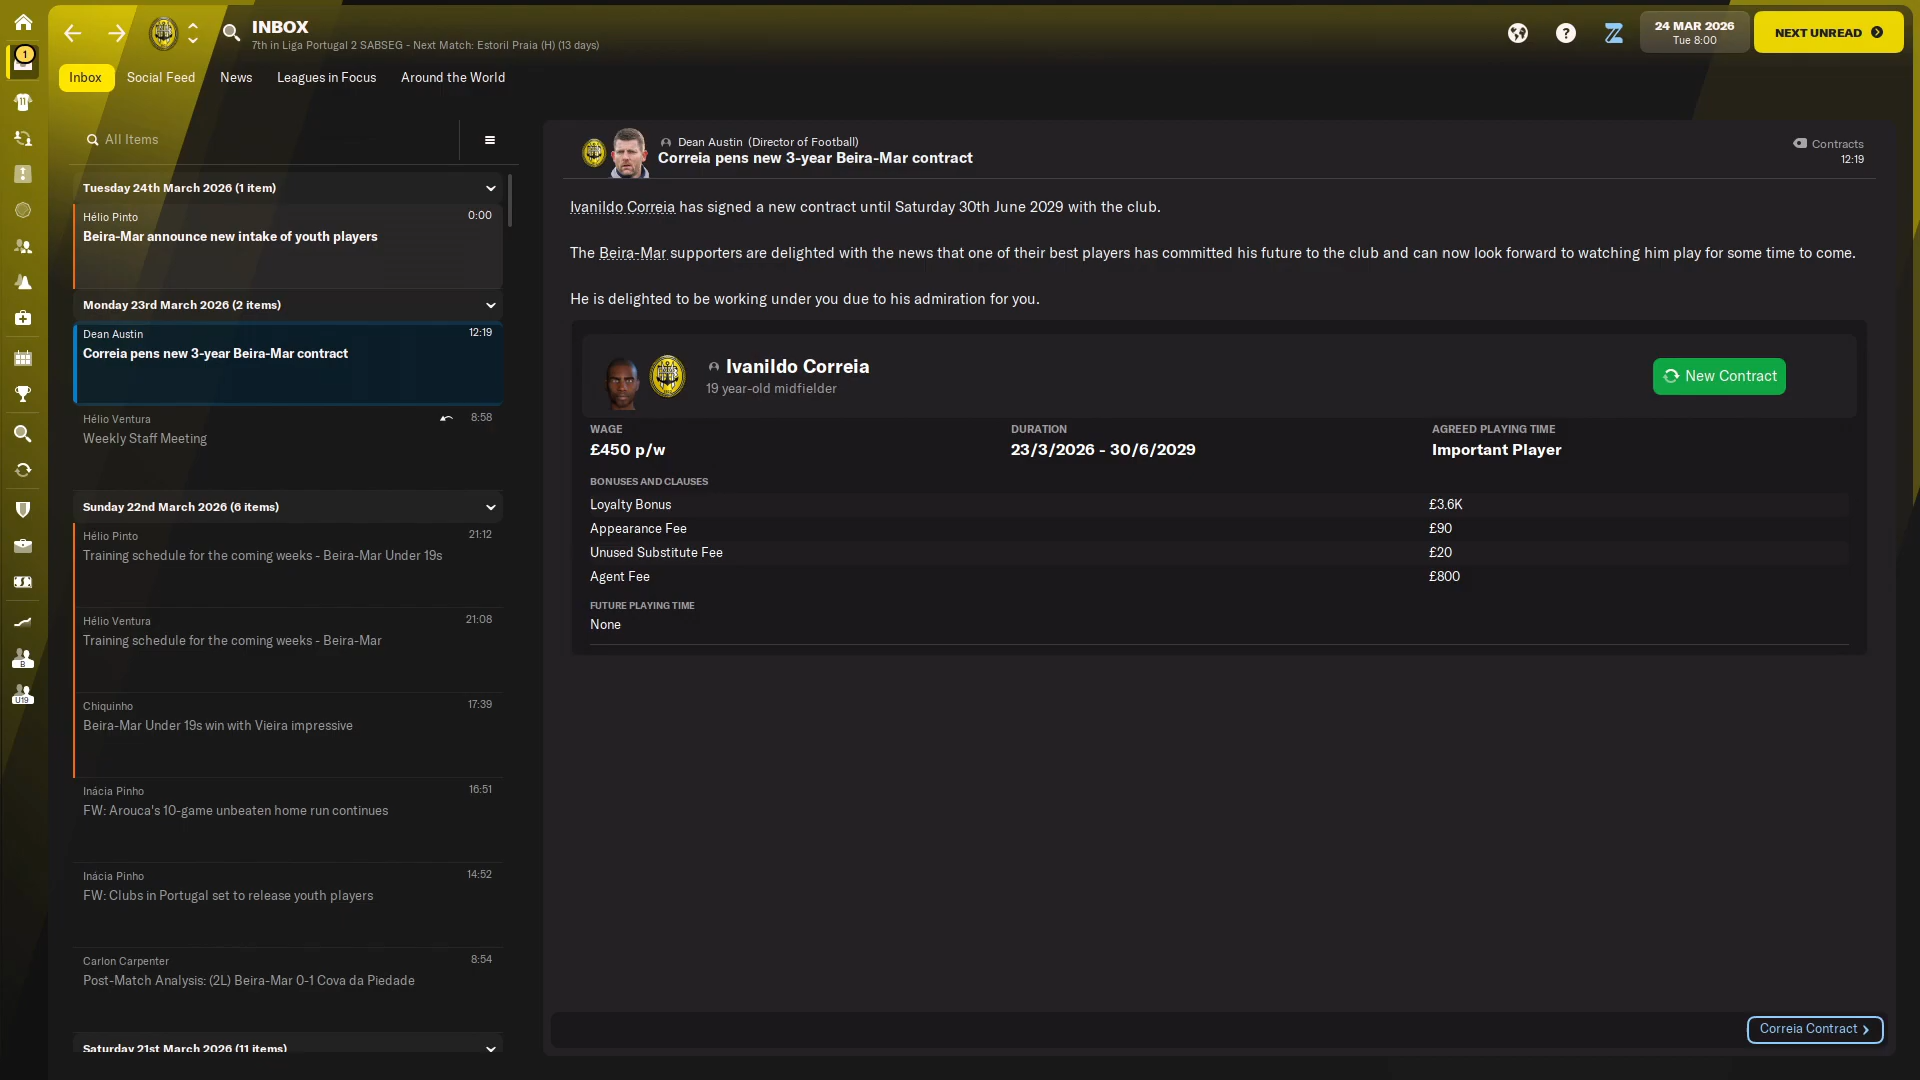 INBOX
7th in Liga Portugal 2 SABSEG - Next Match: Estoril Praia (H) (13 days)
24 MAR 2026
Tue 8:00
NEXT UNREAD
1
Inbox
Social Feed
News
Leagues in Focus
Around the World
All Items
Tuesday 24th March 2026 (1 item)
Hélio Pinto
0:00
Beira-Mar announce new intake of youth players
Monday 23rd March 2026 (2 items)
Dean Austin
12:19
Correia pens new 3-year Beira-Mar contract
Hélio Ventura
8:58
Weekly Staff Meeting
Sunday 22nd March 2026 (6 items)
Hélio Pinto
21:12
Training schedule for the coming weeks - Beira-Mar Under 19s
Hélio Ventura
21:08
Training schedule for the coming weeks - Beira-Mar
Chiquinho
17:39
Beira-Mar Under 19s win with Vieira impressive
Inácia Pinho
16:51
FW: Arouca's 10-game unbeaten home run continues
Inácia Pinho
14:52
FW: Clubs in Portugal set to release youth players
Carlon Carpenter
8:54
Post-Match Analysis: (2L) Beira-Mar 0-1 Cova da Piedade
Saturday 21st March 2026 (11 items)
B
U19
Dean Austin (Director of Football)
Correia pens new 3-year Beira-Mar contract
Contracts
12:19
Ivanildo Correia has signed a new contract until Saturday 30th June 2029 with the club.
The Beira-Mar supporters are delighted with the news that one of their best players has committed his future to the club and can now look forward to watching him play for some time to come.
He is delighted to be working under you due to his admiration for you.
Ivanildo Correia
19 year-old midfielder
New Contract
WAGE
£450 p/w
DURATION
23/3/2026 - 30/6/2029
AGREED PLAYING TIME
Important Player
BONUSES AND CLAUSES
Loyalty Bonus
£3.6K
Appearance Fee
£90
Unused Substitute Fee
£20
Agent Fee
£800
FUTURE PLAYING TIME
None
Correia Contract